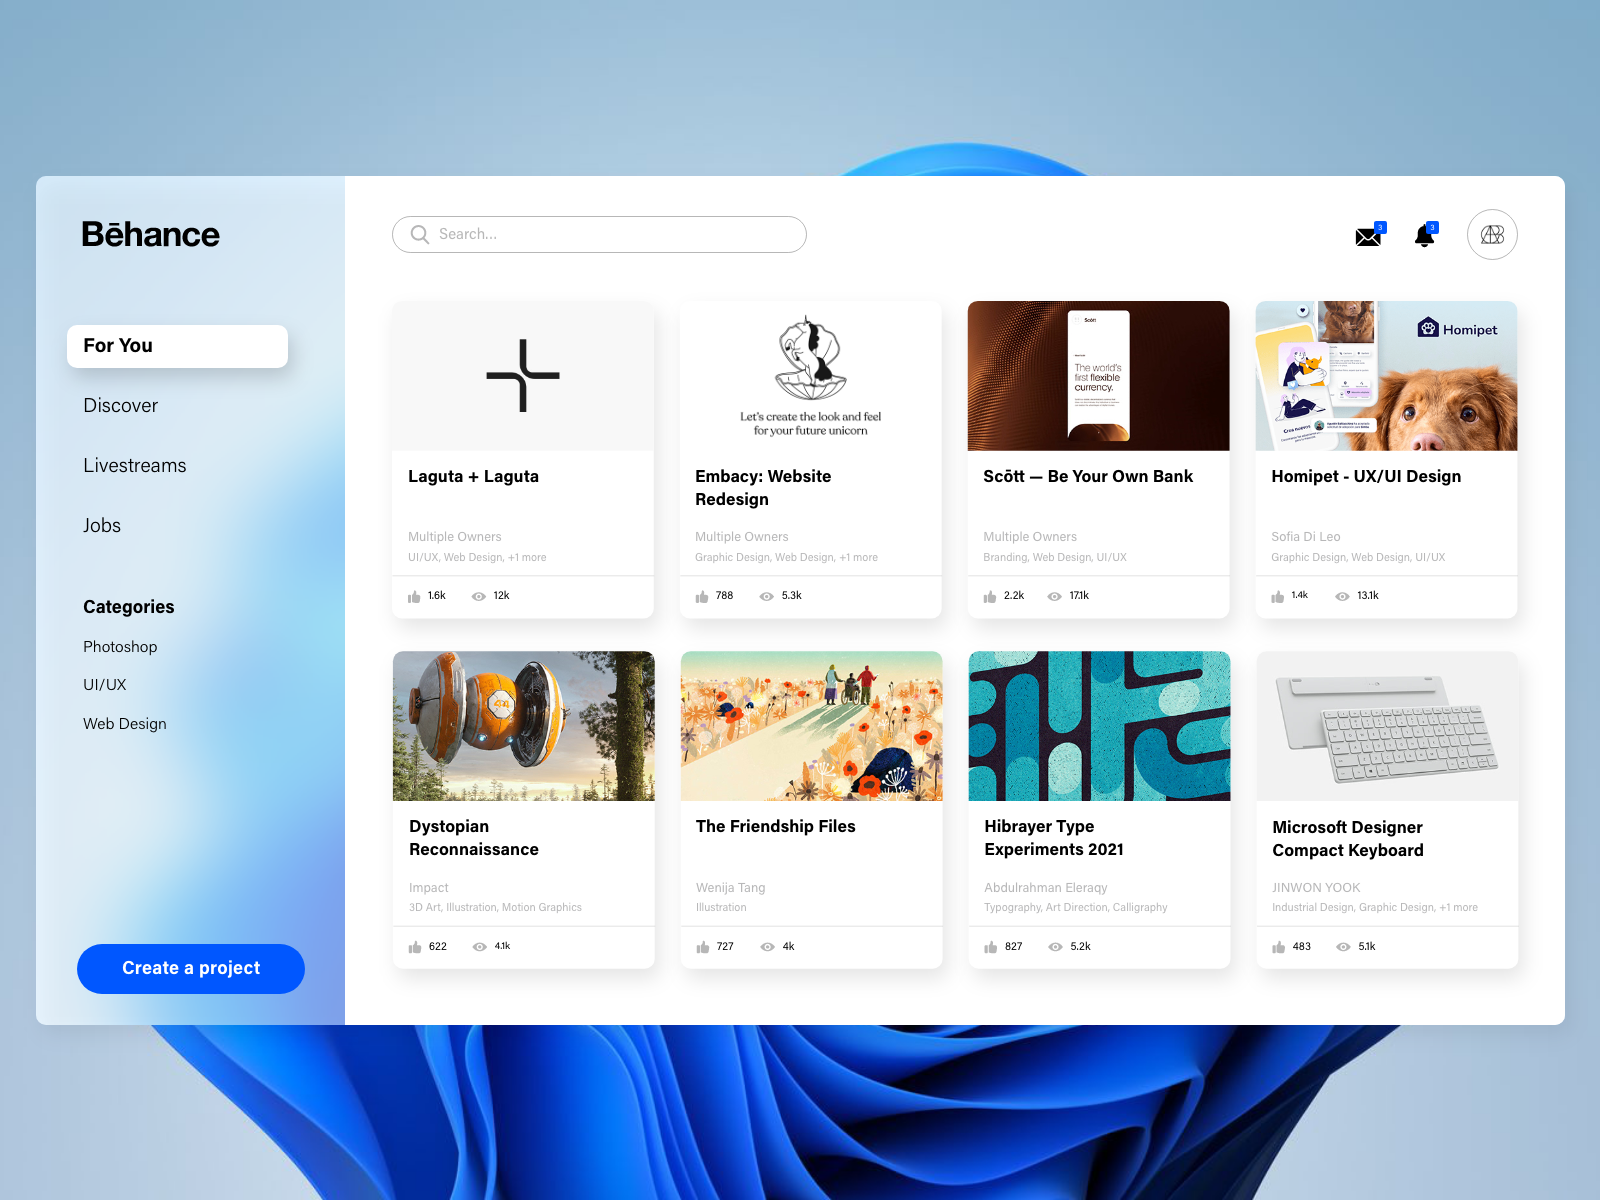 Bēhance
For You
Discover
Livestreams
Jobs
Categories
Photoshop
UI/UX
Web Design
Create a project
Search...
3
3
Laguta + Laguta
Multiple Owners
UI/UX, Web Design, +1 more
1.6k
12k
Let's create the look and feel
for your future unicorn
Embacy: Website
Redesign
Multiple Owners
Graphic Design, Web Design, +1 more
788
5.3k
Scōtt
The world's
first flexible
currency.
Scōtt — Be Your Own Bank
Multiple Owners
Branding, Web Design, UI/UX
2.2k
17.1k
Homipet
Homipet - UX/UI Design
Sofia Di Leo
Graphic Design, Web Design, UI/UX
1.4k
13.1k
Dystopian
Reconnaissance
Impact
3D Art, Illustration, Motion Graphics
622
4.1k
The Friendship Files
Wenija Tang
Illustration
727
4k
Hibrayer Type
Experiments 2021
Abdulrahman Eleraqy
Typography, Art Direction, Calligraphy
827
5.2k
Microsoft Designer
Compact Keyboard
JINWON YOOK
Industrial Design, Graphic Design, +1 more
483
5.1k